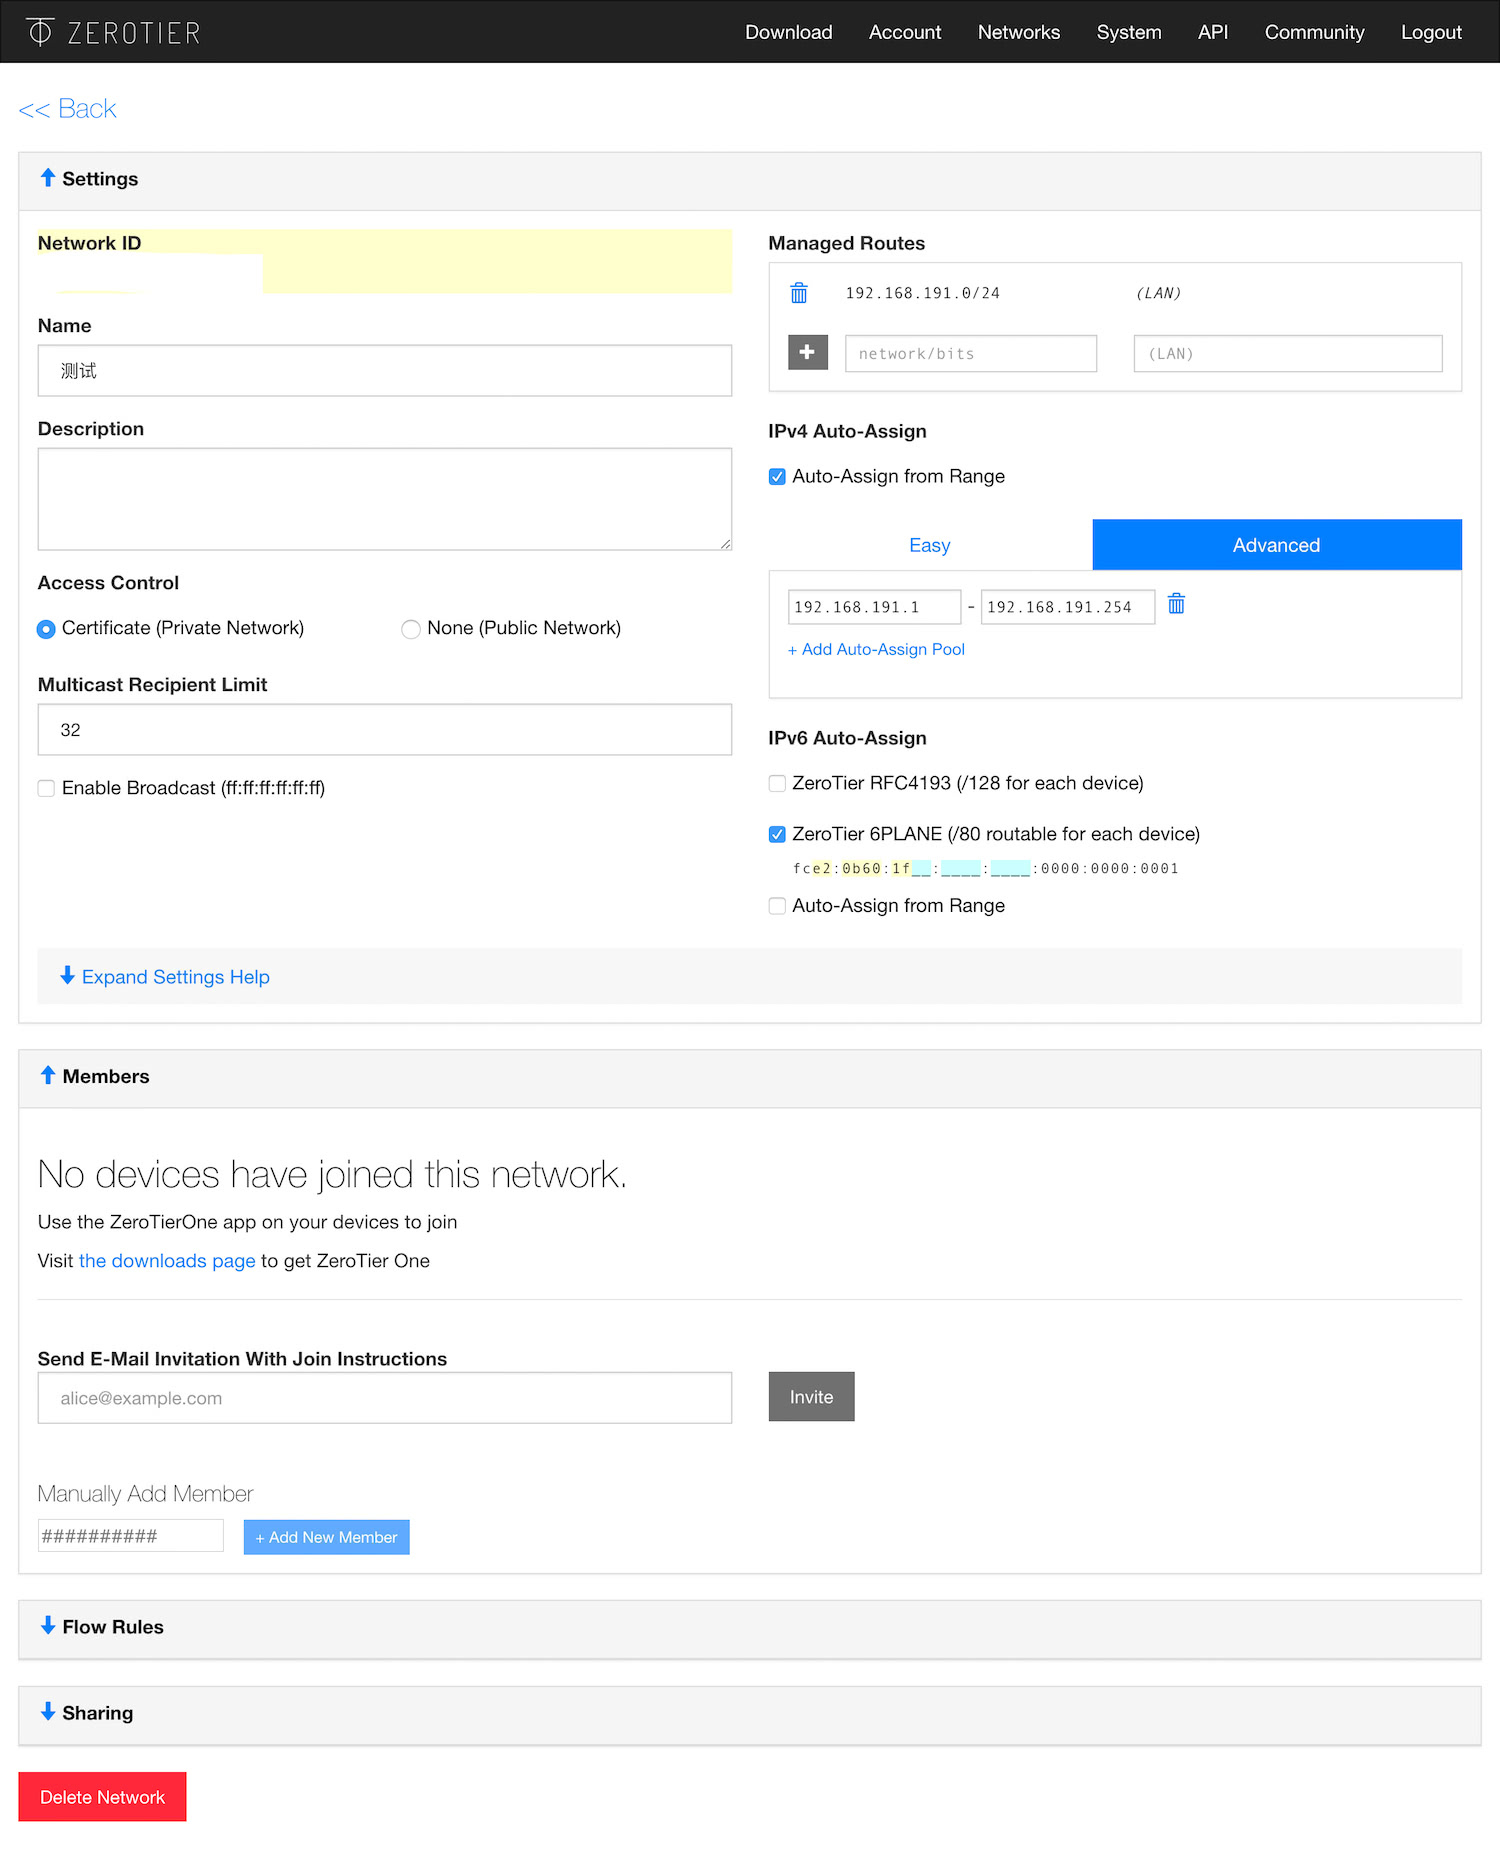 ZEROTIER
Download Account Networks System API Community Logout
<< Back
Settings
Network ID
Name
测试
Description
Access Control
Certificate (Private Network) None (Public Network)
Multicast Recipient Limit
32
Enable Broadcast (ff:ff:ff:ff:ff:ff)
Managed Routes
192.168.191.0/24 (LAN)
+ network/bits (LAN)
IPv4 Auto-Assign
Auto-Assign from Range
Easy Advanced
192.168.191.1 - 192.168.191.254
+ Add Auto-Assign Pool
IPv6 Auto-Assign
ZeroTier RFC4193 (/128 for each device)
ZeroTier 6PLANE (/80 routable for each device)
fce2:0b60:1f__:____:____:0000:0000:0001
Auto-Assign from Range
Expand Settings Help
Members
No devices have joined this network.
Use the ZeroTierOne app on your devices to join
Visit the downloads page to get ZeroTier One
Send E-Mail Invitation With Join Instructions
alice@example.com Invite
Manually Add Member
########## + Add New Member
Flow Rules
Sharing
Delete Network